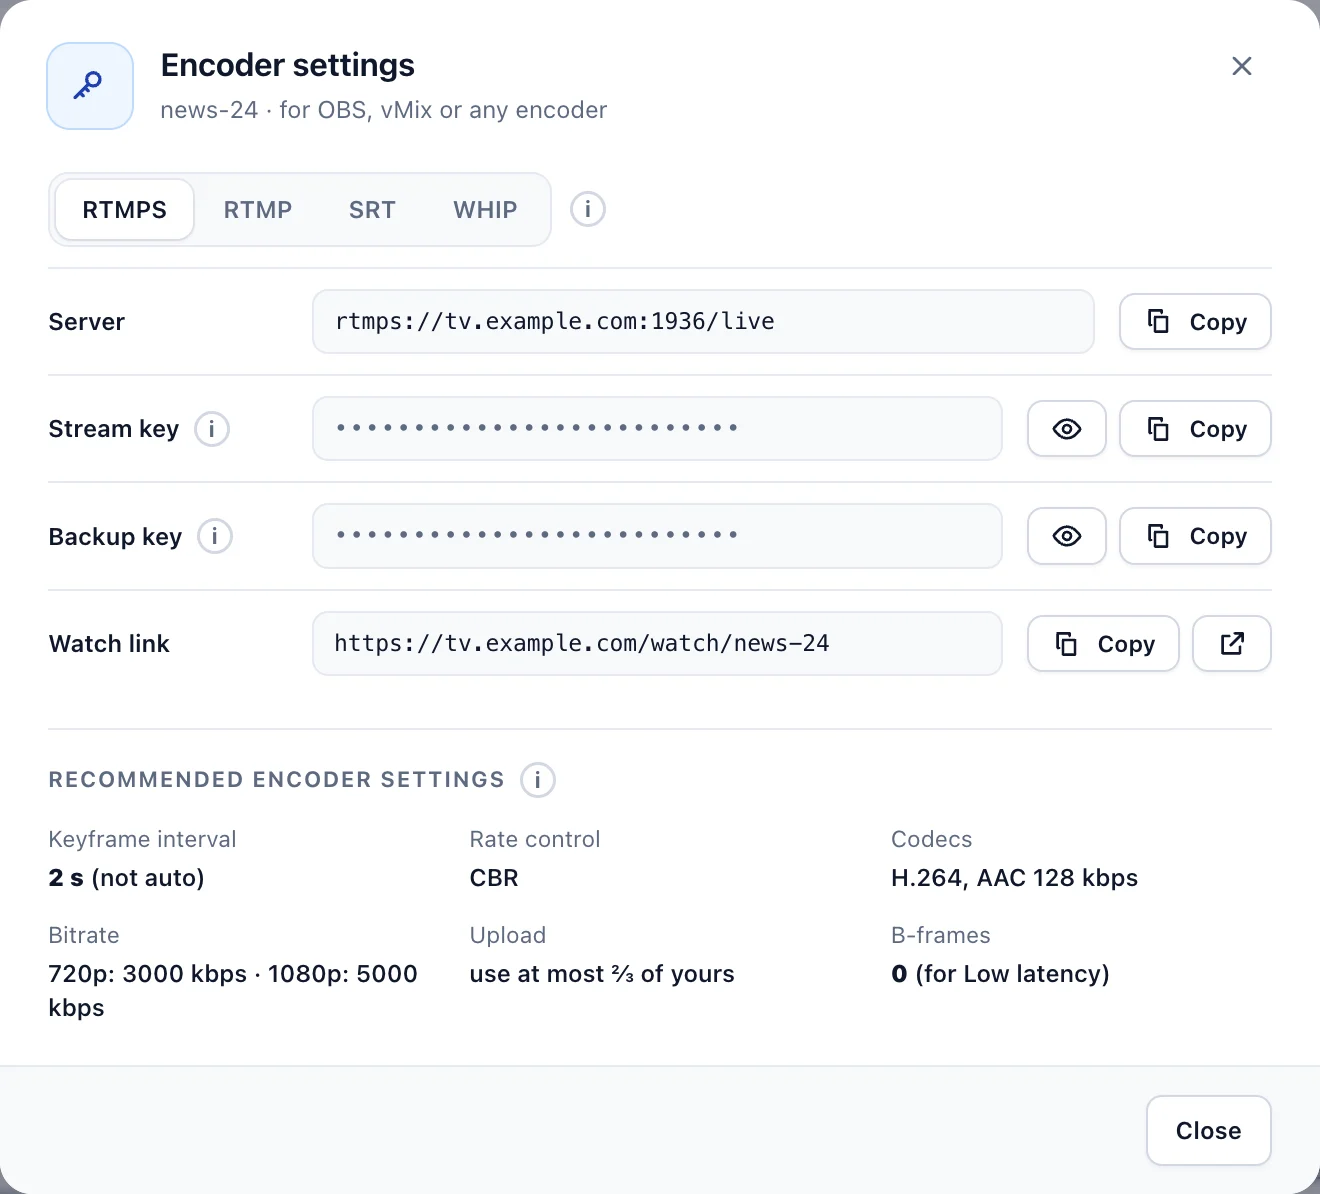 Encoder settings
news-24 · for OBS, vMix or any encoder
RTMPS RTMP SRT WHIP i
Server rtmps://tv.example.com:1936/live Copy
Stream key i •••••••••••••••••••••••••• Copy
Backup key i •••••••••••••••••••••••••• Copy
Watch link https://tv.example.com/watch/news-24 Copy
RECOMMENDED ENCODER SETTINGS i
Keyframe interval Rate control Codecs
2 s (not auto) CBR H.264, AAC 128 kbps
Bitrate Upload B-frames
720p: 3000 kbps · 1080p: 5000 use at most ⅔ of yours 0 (for Low latency)
kbps
Close